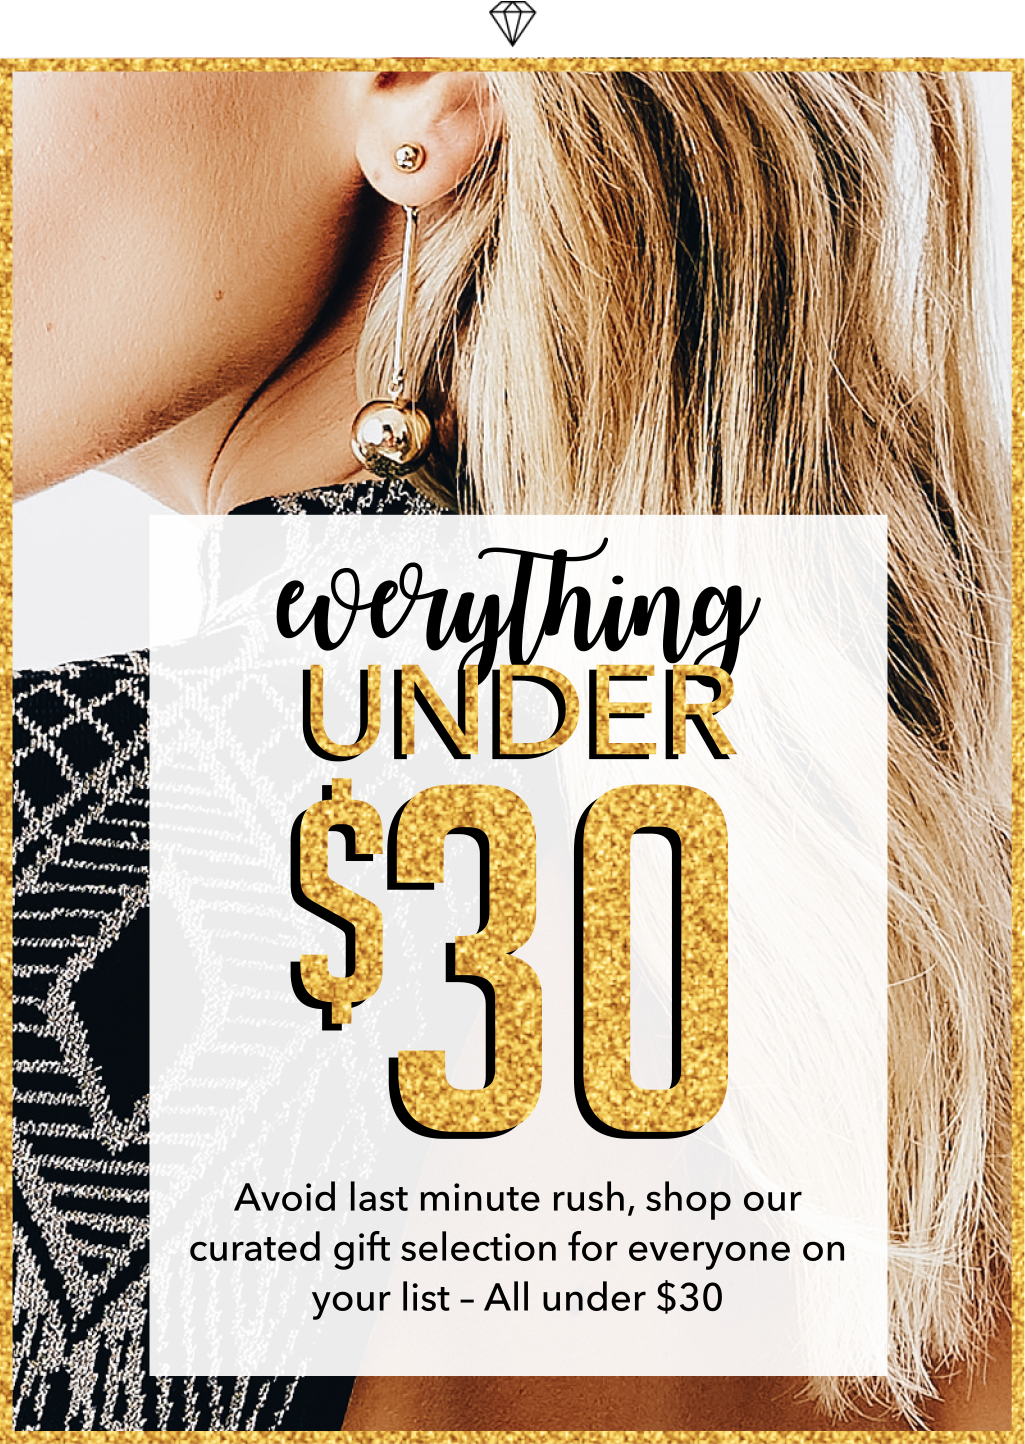 everything
UNDER
$30
Avoid last minute rush, shop our
curated gift selection for everyone on
your list – All under $30